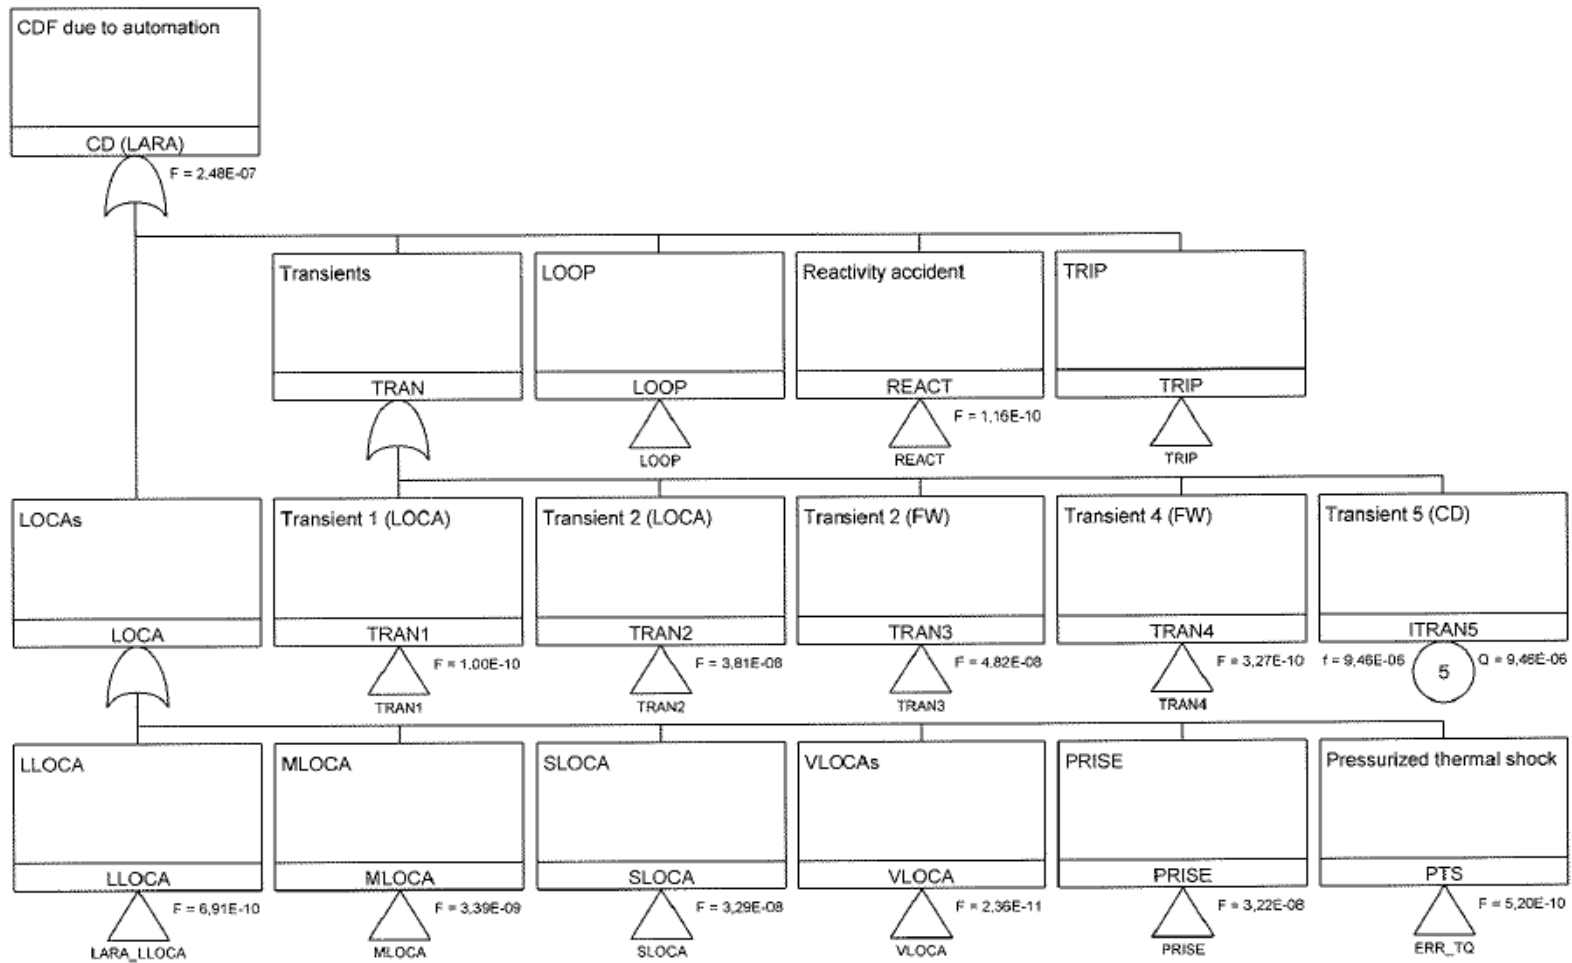 CDF due to automation
CD (LARA)
F = 2,48E-07
Transients
LOOP
Reactivity accident
TRIP
TRAN
LOOP
REACT
TRIP
F = 1,16E-10
LOOP
REACT
TRIP
LOCAs
Transient 1 (LOCA)
Transient 2 (LOCA)
Transient 2 (FW)
Transient 4 (FW)
Transient 5 (CD)
LOCA
TRAN1
TRAN2
TRAN3
TRAN4
ITRAN5
F = 1,00E-10
F = 3,81E-08
F = 4,82E-08
F = 3,27E-10
f = 9,46E-06
5
Q = 9,46E-06
TRAN1
TRAN2
TRAN3
TRAN4
LLOCA
MLOCA
SLOCA
VLOCAs
PRISE
Pressurized thermal shock
LLOCA
MLOCA
SLOCA
VLOCA
PRISE
PTS
F = 6,91E-10
F = 3,39E-09
F = 3,29E-08
F = 2,36E-11
F = 3,22E-08
F = 5,20E-10
LARA_LLOCA
MLOCA
SLOCA
VLOCA
PRISE
ERR_TQ